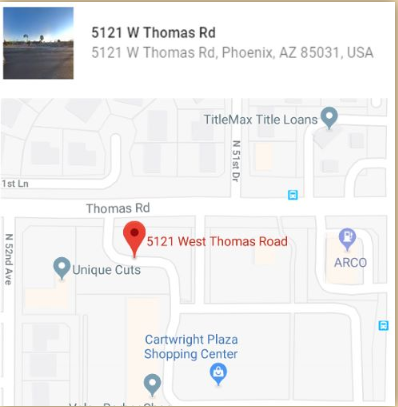 5121 W Thomas Rd
5121 W Thomas Rd, Phoenix, AZ 85031, USA
TitleMax Title Loans
N 51st Dr
1st Ln
Thomas Rd
5121 West Thomas Road
N 52nd Ave
Unique Cuts
ARCO
Cartwright Plaza
Shopping Center